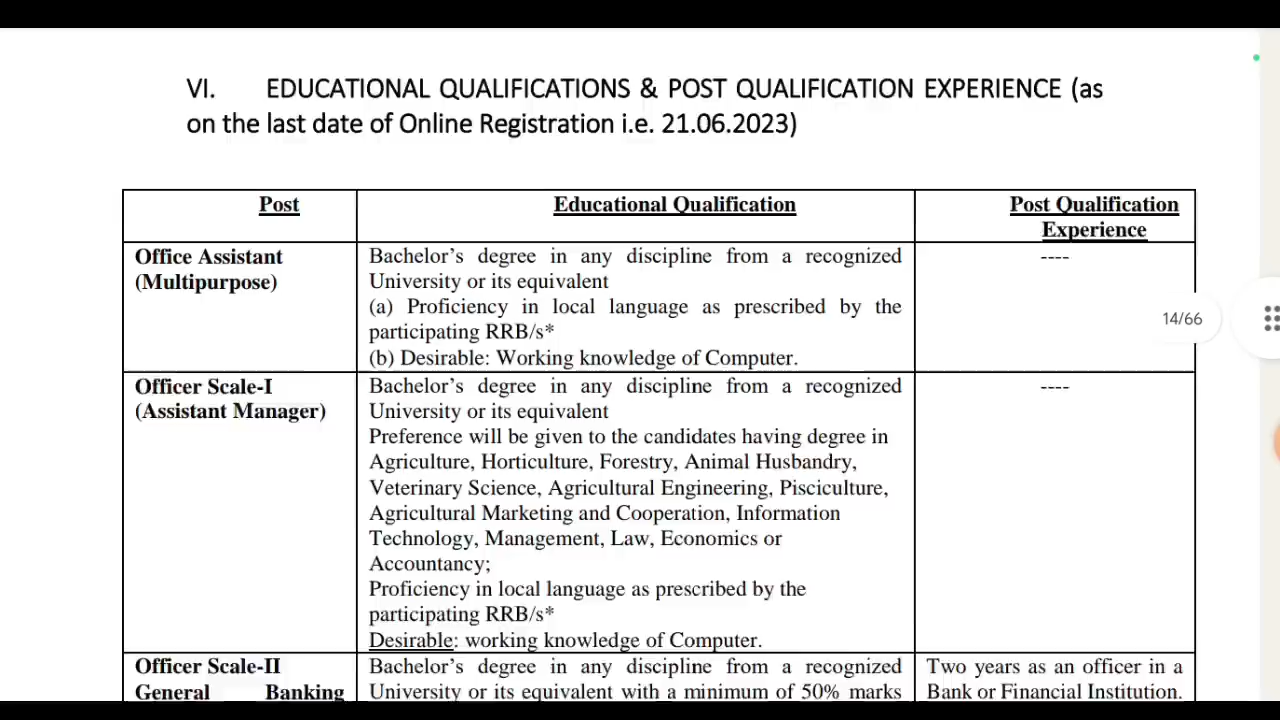 VI. EDUCATIONAL QUALIFICATIONS & POST QUALIFICATION EXPERIENCE (as
on the last date of Online Registration i.e. 21.06.2023)
Post Educational Qualification Post Qualification
Experience
Office Assistant
(Multipurpose)
Bachelor’s degree in any discipline from a recognized
University or its equivalent
(a) Proficiency in local language as prescribed by the
participating RRB/s*
(b) Desirable: Working knowledge of Computer.
----
14/66
Officer Scale-I
(Assistant Manager)
Bachelor’s degree in any discipline from a recognized
University or its equivalent
Preference will be given to the candidates having degree in
Agriculture, Horticulture, Forestry, Animal Husbandry,
Veterinary Science, Agricultural Engineering, Pisciculture,
Agricultural Marketing and Cooperation, Information
Technology, Management, Law, Economics or
Accountancy;
Proficiency in local language as prescribed by the
participating RRB/s*
Desirable: working knowledge of Computer.
----
Officer Scale-II
General Banking
Bachelor’s degree in any discipline from a recognized
University or its equivalent with a minimum of 50% marks
Two years as an officer in a
Bank or Financial Institution.